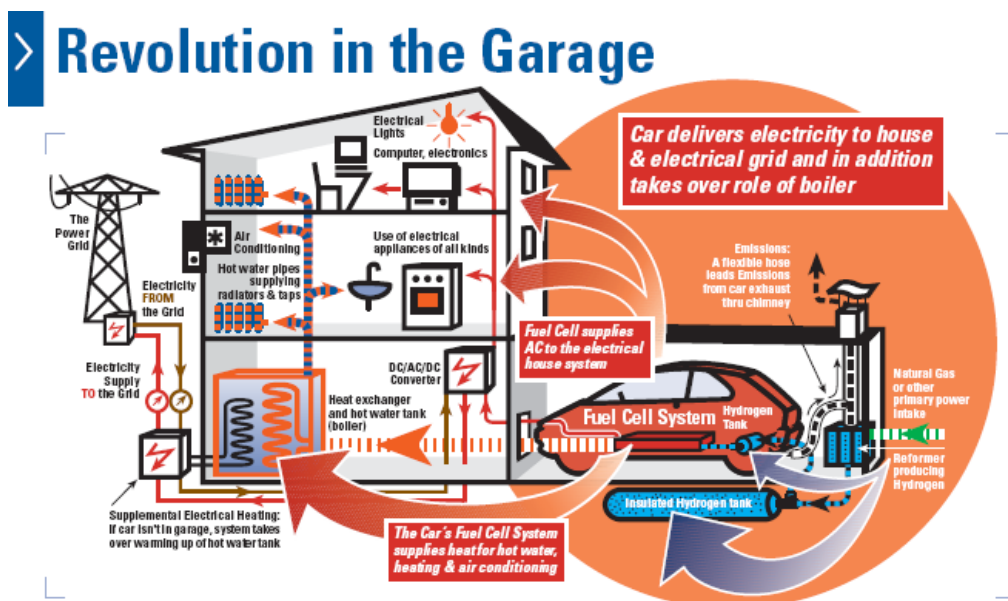 Revolution in the Garage
Car delivers electricity to house
& electrical grid and in addition
takes over role of boiler
Electrical
Lights
Computer, electronics
The
Power
Grid
Air
Conditioning
Use of electrical
appliances of all kinds
Emissions:
A flexible hose
leads Emissions
from car exhaust
thru chimney
Hot water pipes
supplying
radiators & taps
Electricity
FROM
the Grid
Fuel Cell supplies
AC to the electrical
house system
Electricity
Supply
TO the Grid
DC/AC/DC
Converter
Natural Gas
or other
primary power
intake
Heat exchanger
and hot water tank
(boiler)
Fuel Cell System
Hydrogen
Tank
Reformer
producing
Hydrogen
Insulated Hydrogen tank
Supplemental Electrical Heating:
If car isn't in garage, system takes
over warming up of hot water tank
The Car's Fuel Cell System
supplies heat for hot water,
heating & air conditioning